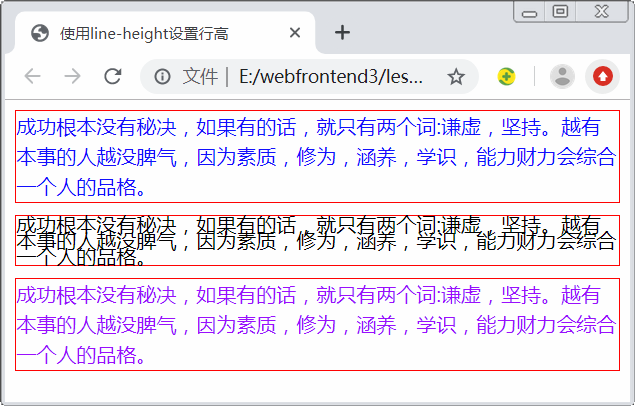 使用line-height设置行高
文件 | E:/webfrontend3/les...
成功根本没有秘决，如果有的话，就只有两个词:谦虚，坚持。越有
本事的人越没脾气，因为素质，修为，涵养，学识，能力财力会综合
一个人的品格。
成功根本没有秘决，如果有的话，就只有两个词:谦虚，坚持。越有
本事的人越没脾气，因为素质，修为，涵养，学识，能力财力会综合
一个人的品格。
成功根本没有秘决，如果有的话，就只有两个词:谦虚，坚持。越有
本事的人越没脾气，因为素质，修为，涵养，学识，能力财力会综合
一个人的品格。